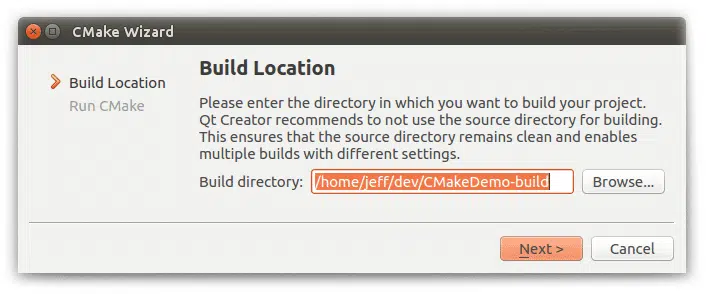 CMake Wizard
Build Location
Run CMake
Build Location
Please enter the directory in which you want to build your project.
Qt Creator recommends to not use the source directory for building.
This ensures that the source directory remains clean and enables
multiple builds with different settings.
Build directory: /home/jeff/dev/CMakeDemo-build Browse...
Next > Cancel